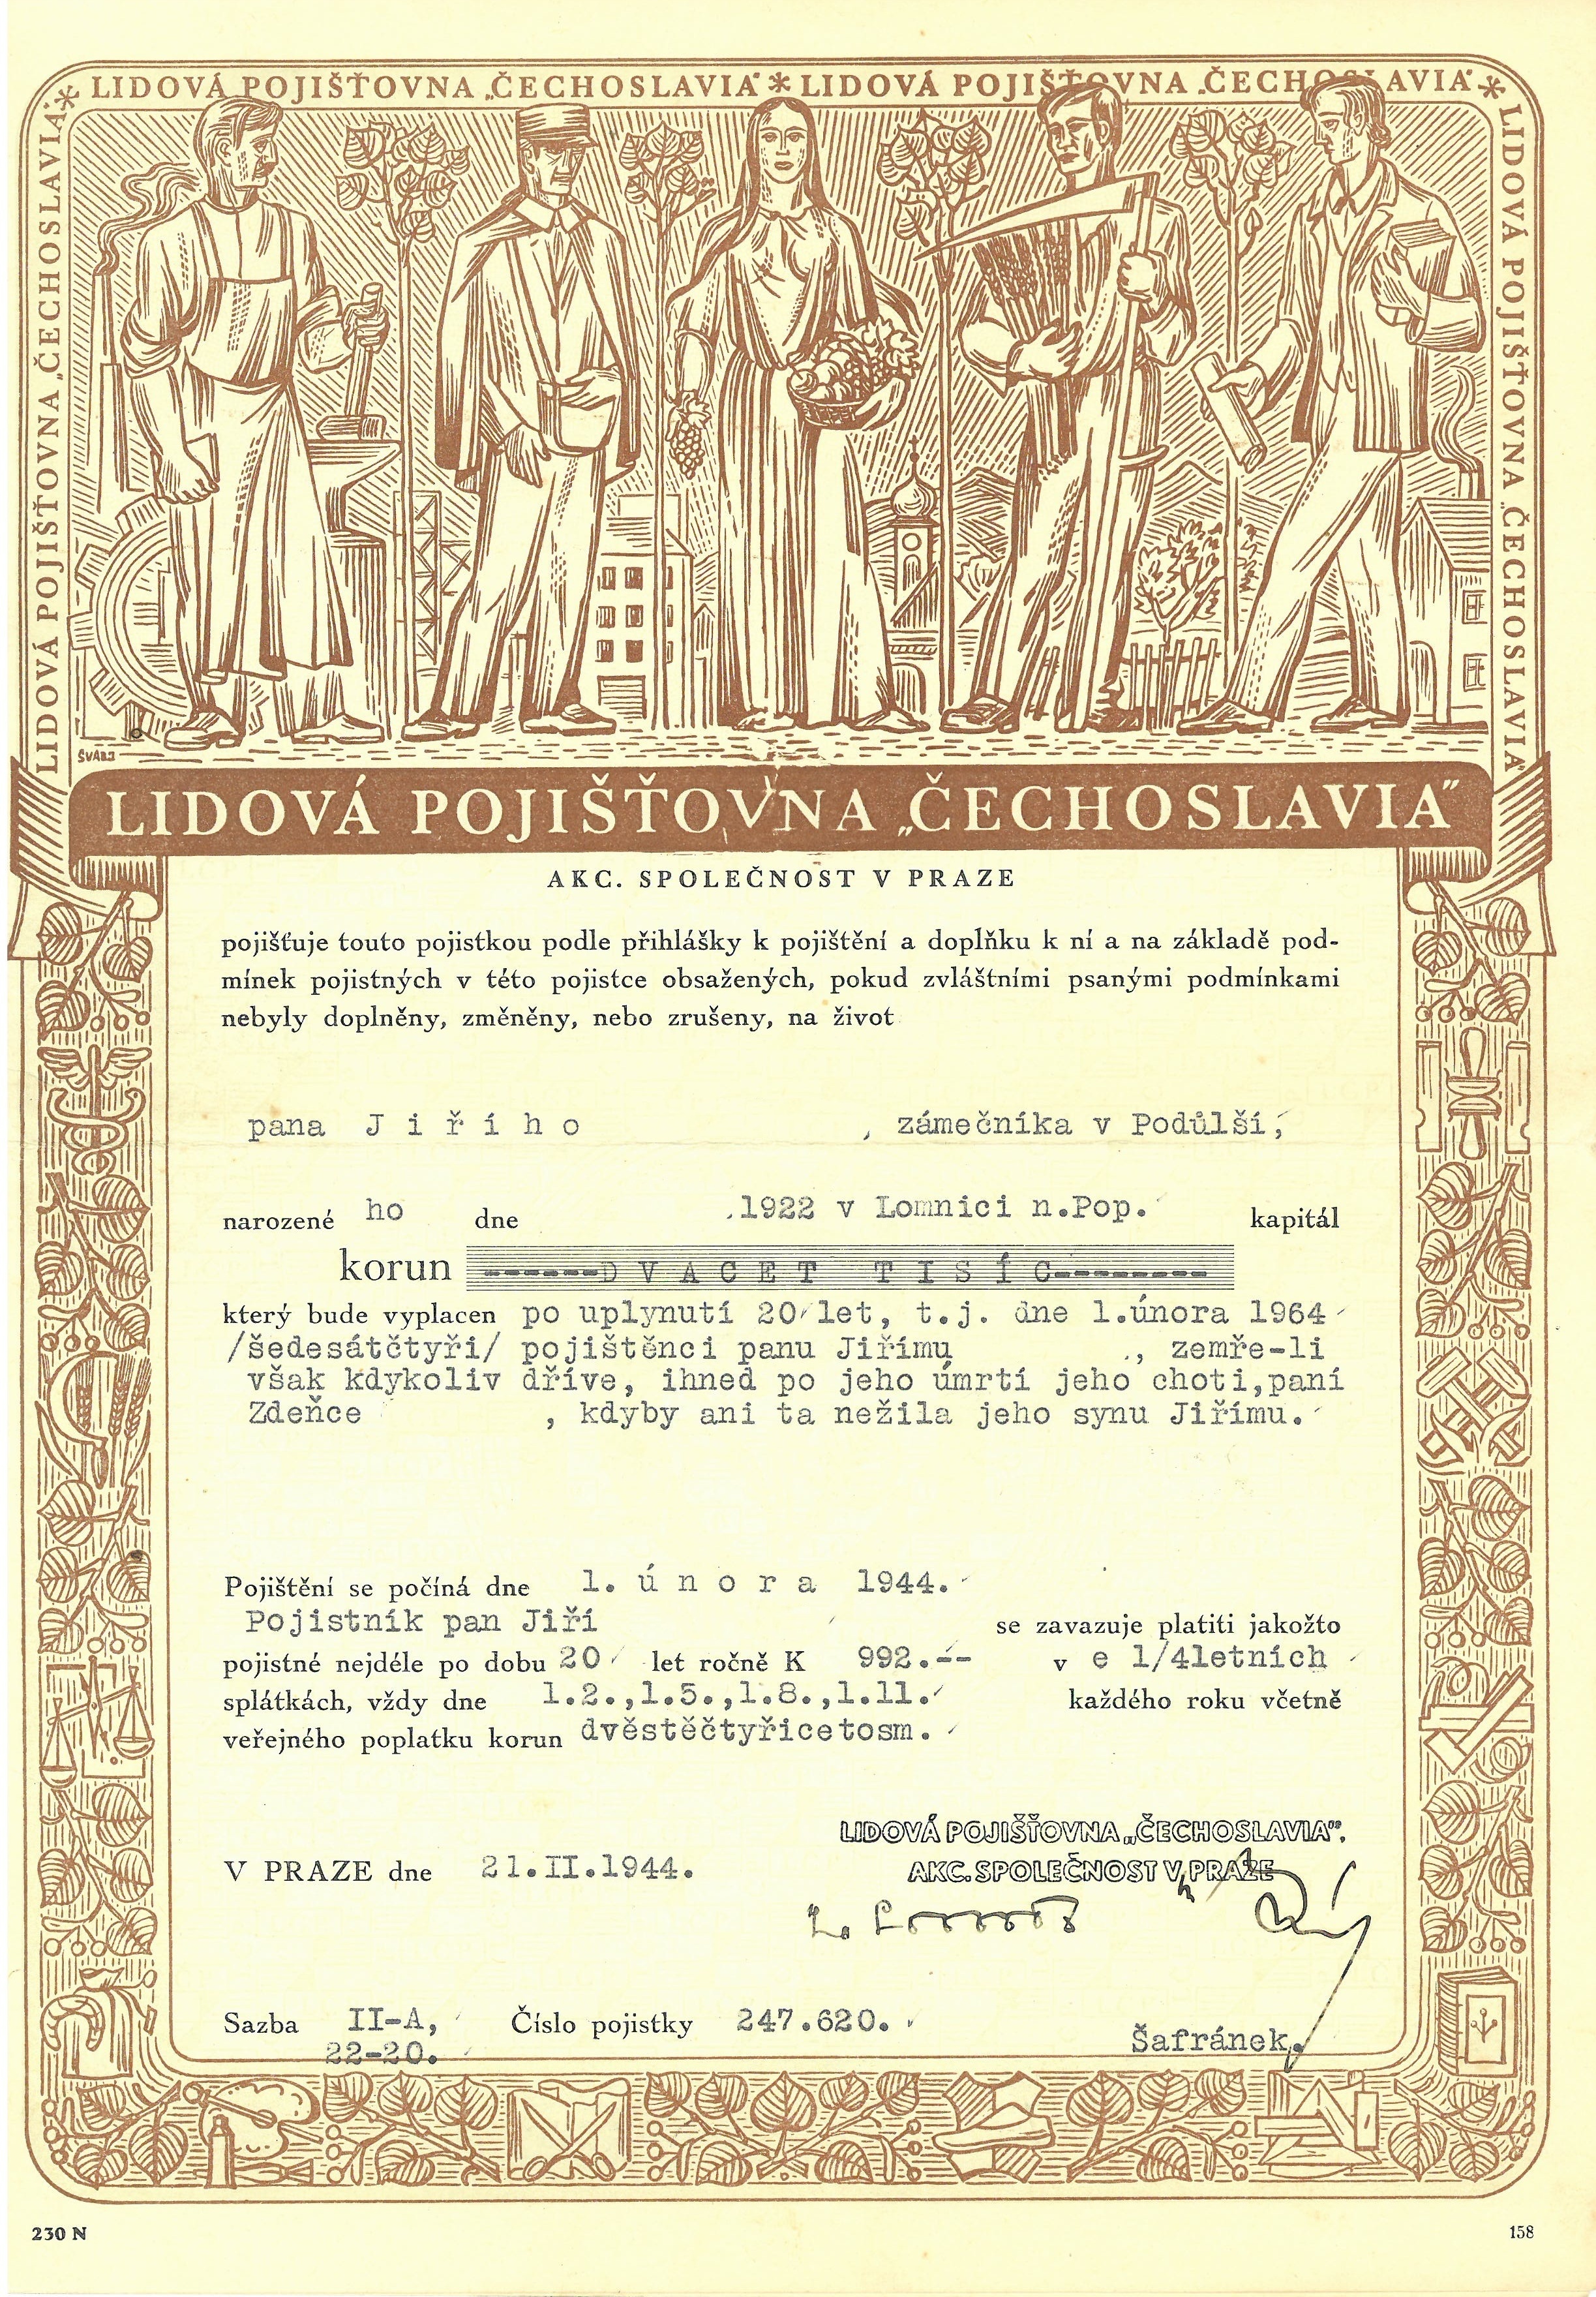 LIDOVÁ POJIŠŤOVNA „ČECHOSLAVIA“ * LIDOVÁ POJIŠŤOVNA „ČECHOSLAVIA“ *
LIDOVÁ POJIŠŤOVNA „ČECHOSLAVIA“
LIDOVÁ POJIŠŤOVNA „ČECHOSLAVIA“
ŠVÁB
LIDOVÁ POJIŠŤOVNA „ČECHOSLAVIA“
AKC. SPOLEČNOST V PRAZE
pojišťuje touto pojistkou podle přihlášky k pojištění a doplňku k ní a na základě pod-
mínek pojistných v této pojistce obsažených, pokud zvláštními psanými podmínkami
nebyly doplněny, změněny, nebo zrušeny, na život
pana J i ř í h o , zámečníka v Podůlší,
narozené ho dne .1922 v Lomnici n.Pop. kapitál
korun ------D V A C E T T I S Í C--------
který bude vyplacen po uplynutí 20 let, t.j. dne 1.února 1964
/šedesátčtyři/ pojištěnci panu Jiřímu , zemře-li
však kdykoliv dříve, ihned po jeho úmrtí jeho choti,paní
Zdeňce , kdyby ani ta nežila jeho synu Jiřímu.
Pojištění se počíná dne 1. ú n o r a 1944.
Pojistník pan Jiří se zavazuje platiti jakožto
pojistné nejdéle po dobu 20 let ročně K 992.-- v e 1/4letních
splátkách, vždy dne 1.2.,1.5.,1.8.,1.11. každého roku včetně
veřejného poplatku korun dvěstěčtyřicetosm.
LIDOVÁ POJIŠŤOVNA „ČECHOSLAVIA“,
V PRAZE dne 21.II.1944. AKC. SPOLEČNOST V PRAZE
Sazba II-A, Číslo pojistky 247.620.
22-20. Šafránek.
230 N 158